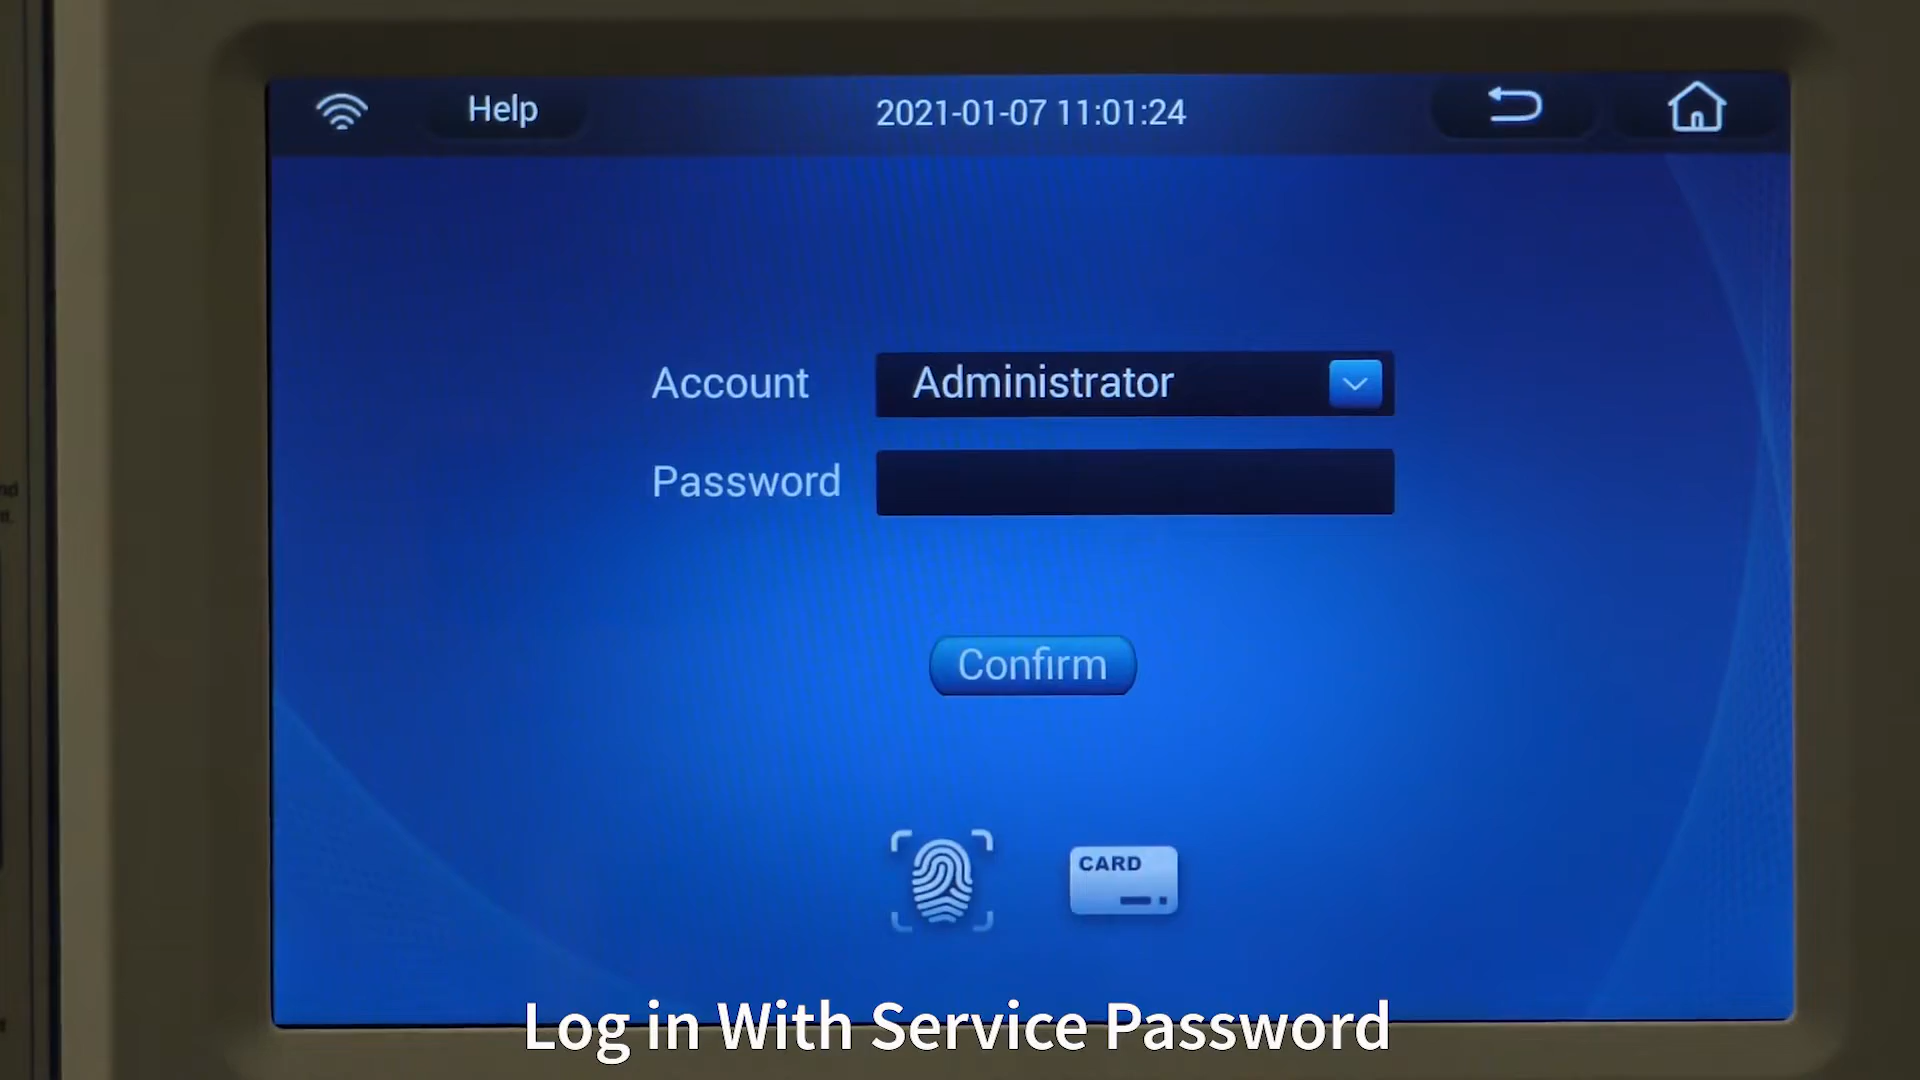 Help
2021-01-07 11:01:24
Account
Administrator
Password
Confirm
CARD
Log in With Service Password